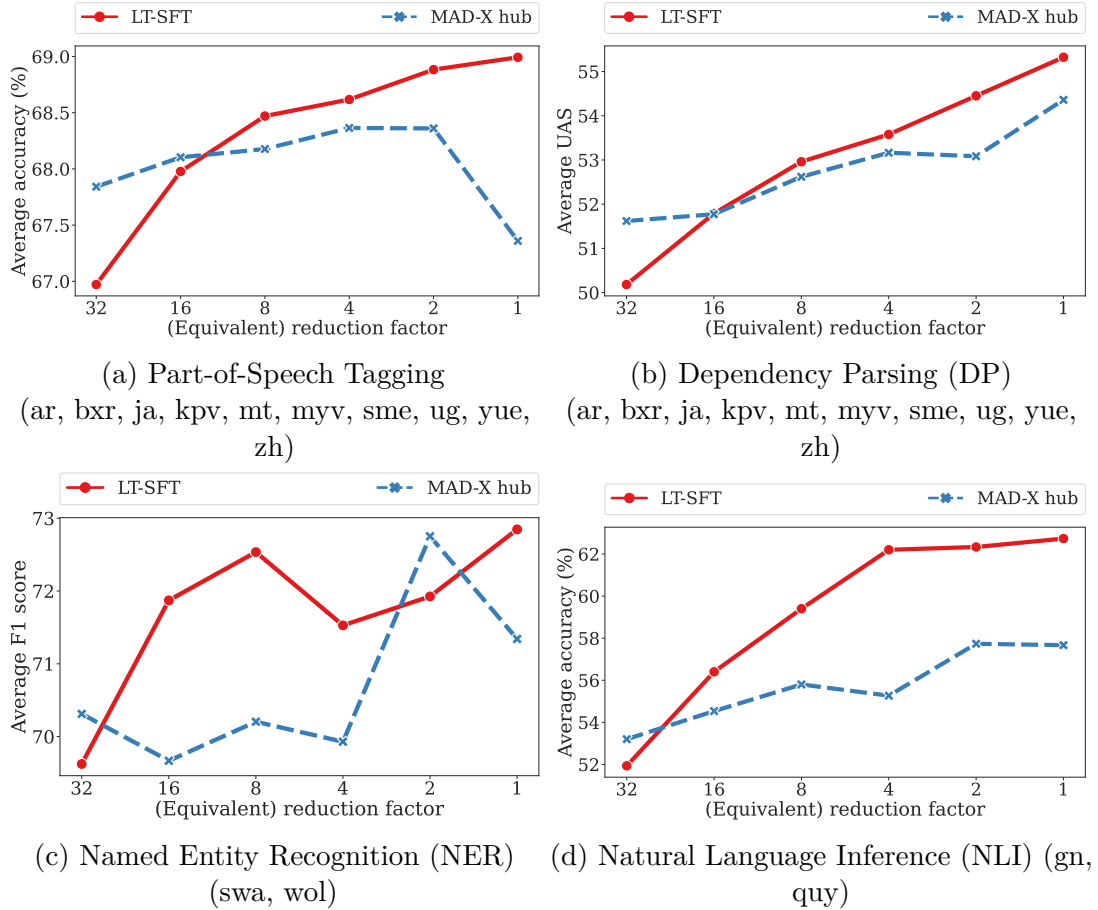 LT-SFT MAD-X hub
69.0
68.5
68.0
67.5
67.0
Average accuracy (%)
32 16 8 4 2 1
(Equivalent) reduction factor
(a) Part-of-Speech Tagging
(ar, bxr, ja, kpv, mt, myv, sme, ug, yue,
zh)
LT-SFT MAD-X hub
55
54
53
52
51
50
Average UAS
32 16 8 4 2 1
(Equivalent) reduction factor
(b) Dependency Parsing (DP)
(ar, bxr, ja, kpv, mt, myv, sme, ug, yue,
zh)
LT-SFT MAD-X hub
73
72
71
70
Average F1 score
32 16 8 4 2 1
(Equivalent) reduction factor
(c) Named Entity Recognition (NER)
(swa, wol)
LT-SFT MAD-X hub
62
60
58
56
54
52
Average accuracy (%)
32 16 8 4 2 1
(Equivalent) reduction factor
(d) Natural Language Inference (NLI) (gn,
quy)